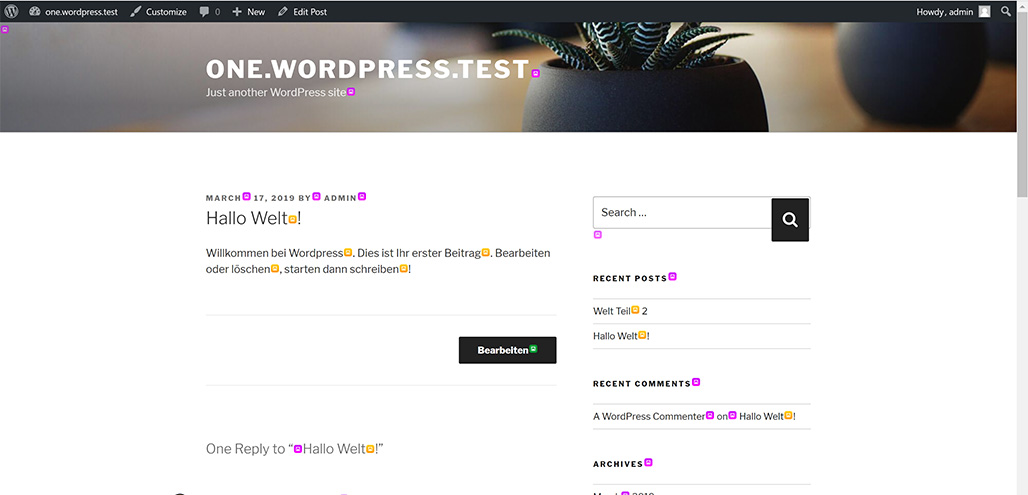 one.wordpress.test Customize 0 New Edit Post Howdy, admin
ONE.WORDPRESS.TEST
Just another WordPress site
MARCH 17, 2019 BY ADMIN
Hallo Welt!
Willkommen bei Wordpress. Dies ist Ihr erster Beitrag. Bearbeiten
oder löschen, starten dann schreiben!
Bearbeiten
One Reply to “Hallo Welt!”
Search …
RECENT POSTS
Welt Teil 2
Hallo Welt!
RECENT COMMENTS
A WordPress Commenter on Hallo Welt!
ARCHIVES
March 2019